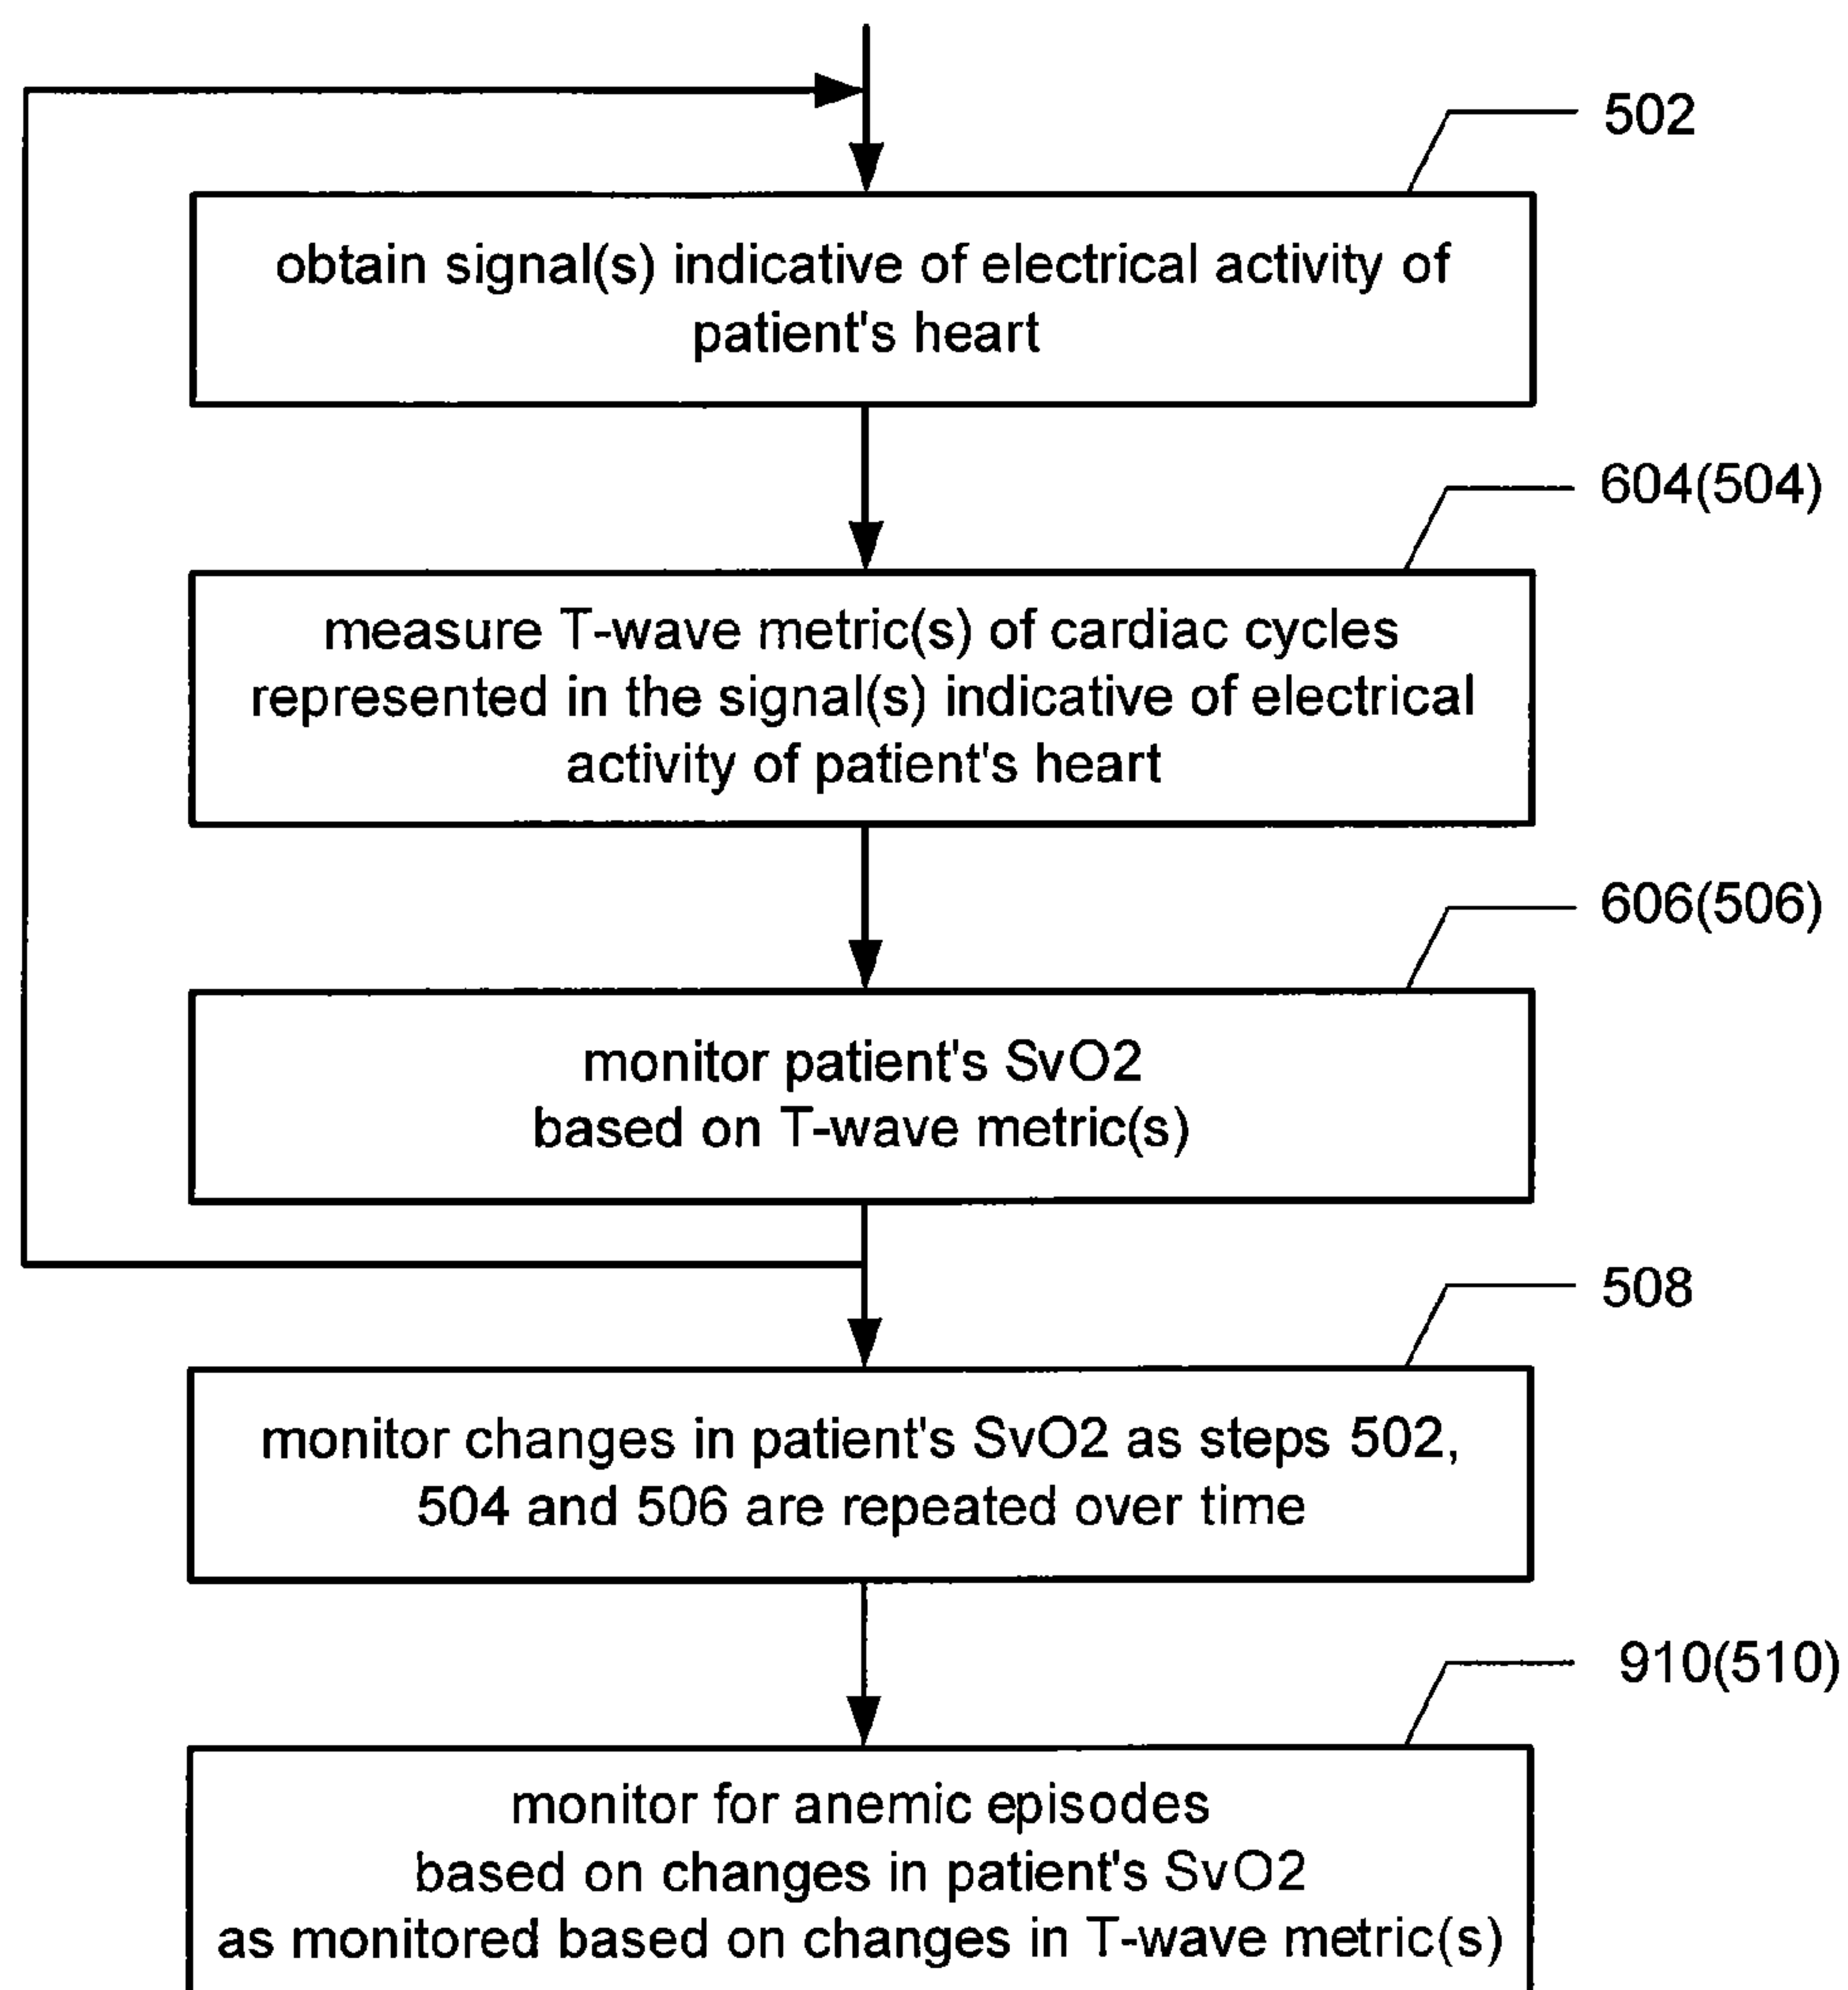 502
obtain signal(s) indicative of electrical activity of
patient's heart
604(504)
measure T-wave metric(s) of cardiac cycles
represented in the signal(s) indicative of electrical
activity of patient's heart
606(506)
monitor patient's SvO2
based on T-wave metric(s)
508
monitor changes in patient's SvO2 as steps 502,
504 and 506 are repeated over time
910(510)
monitor for anemic episodes
based on changes in patient's SvO2
as monitored based on changes in T-wave metric(s)